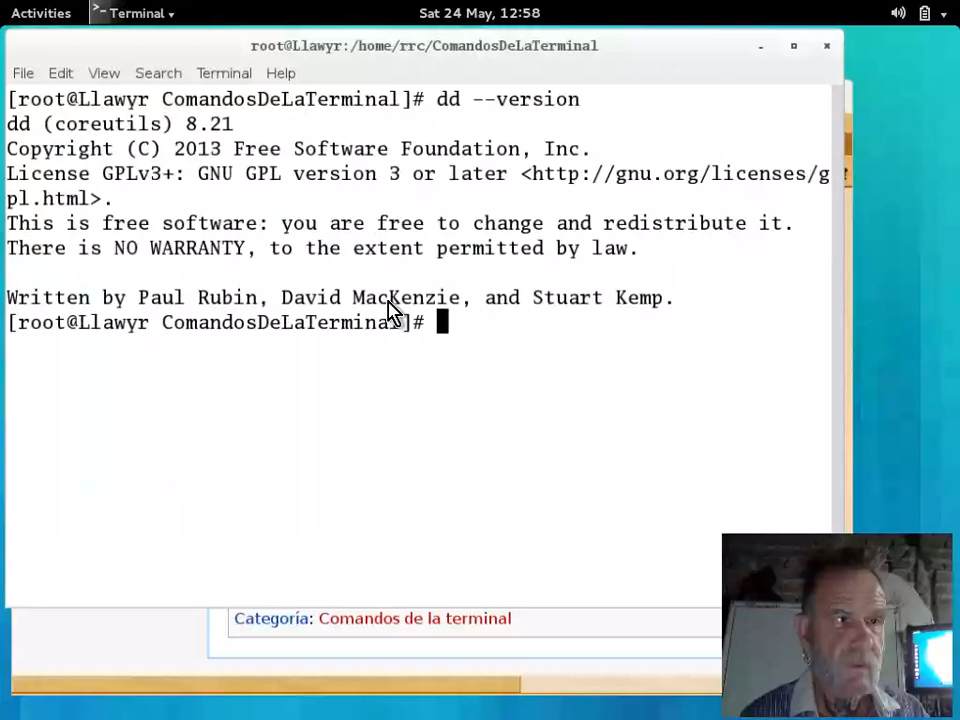 Activities
>_ Terminal
Sat 24 May, 12:58
root@Llawyr:/home/rrc/ComandosDeLaTerminal
File Edit View Search Terminal Help
[root@Llawyr ComandosDeLaTerminal]# dd --version
dd (coreutils) 8.21
Copyright (C) 2013 Free Software Foundation, Inc.
License GPLv3+: GNU GPL version 3 or later <http://gnu.org/licenses/g
pl.html>.
This is free software: you are free to change and redistribute it.
There is NO WARRANTY, to the extent permitted by law.
Written by Paul Rubin, David MacKenzie, and Stuart Kemp.
[root@Llawyr ComandosDeLaTerminal]#
Categoría: Comandos de la terminal